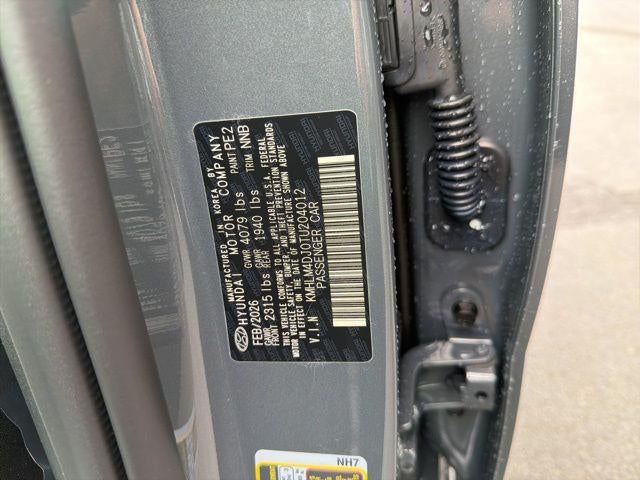 MANUFACTURED IN KOREA BY
HYUNDAI MOTOR COMPANY
FEB/2026 GVWR 4079 lbs PAINT PE2
GAWR FRONT 2315 lbs GAWR REAR 1940 lbs TRIM NNB
THIS VEHICLE CONFORMS TO ALL APPLICABLE U.S.A. FEDERAL
MOTOR VEHICLE SAFETY, BUMPER, AND THEFT PREVENTION STANDARDS
IN EFFECT ON THE DATE OF MANUFACTURE SHOWN ABOVE
V.I.N KMHLM4DJ0TU204012
PASSENGER CAR
NH7